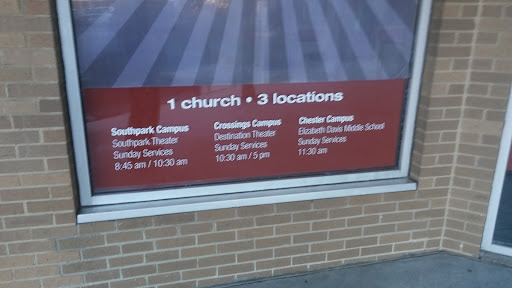 1 church • 3 locations
Southpark Campus
Southpark Theater
Sunday Services
8:45 am / 10:30 am
Crossings Campus
Destination Theater
Sunday Services
10:30 am / 5 pm
Chester Campus
Elizabeth Davis Middle School
Sunday Services
11:30 am